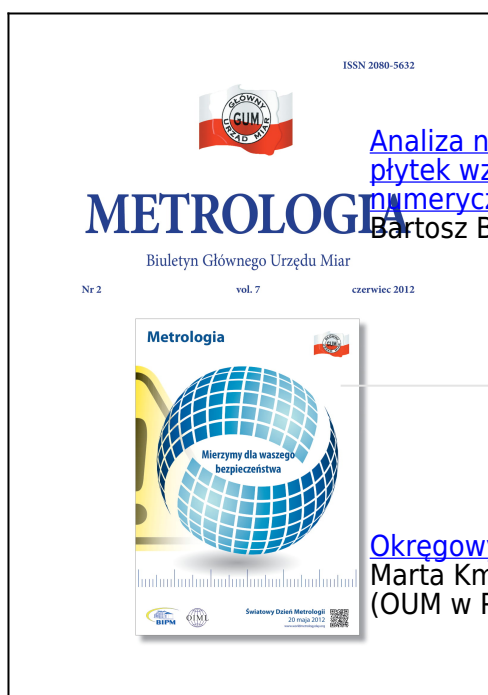 ISSN 2080-5632
GŁÓWNY
GUM
URZĄD MIAR
Analiza n
płytek wz
numerycz
Bartosz B
METROLOGIA
Biuletyn Głównego Urzędu Miar
Nr 2 vol. 7 czerwiec 2012
Metrologia
Mierzymy dla waszego
bezpieczeństwa
Okręgowy
Marta Km
(OUM w P
BIPM OIML
Światowy Dzień Metrologii
20 maja 2012